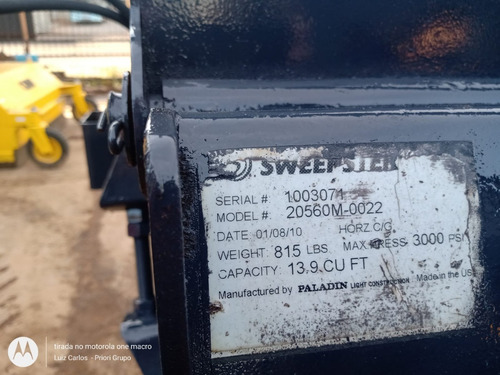 SWEEPSTER
SERIAL # 1003071
MODEL # 20560M-0022
DATE 01/08/10 HORZ C/G
WEIGHT 815 LBS. MAX PRESS 3000 PSI
CAPACITY 13.9 CU FT
Manufactured by PALADIN LIGHT CONSTRUCTION Made in the US
tirada no motorola one macro
Luiz Carlos - Priori Grupo